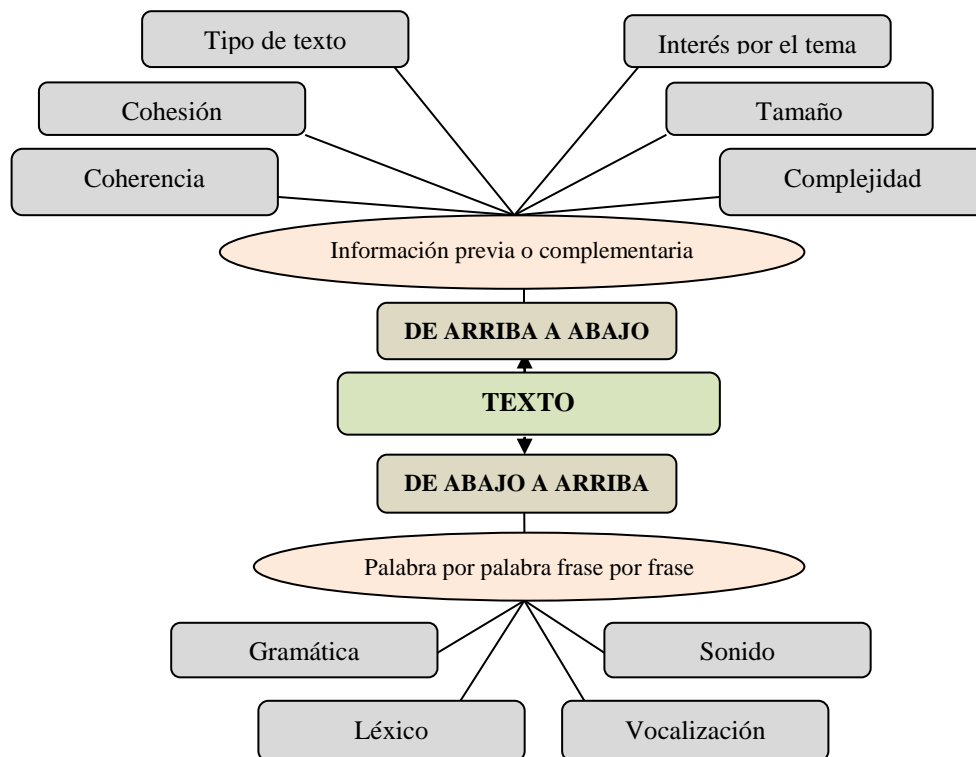 Tipo de texto
Interés por el tema
Cohesión
Tamaño
Coherencia
Complejidad
Información previa o complementaria
DE ARRIBA A ABAJO
TEXTO
DE ABAJO A ARRIBA
Palabra por palabra frase por frase
Gramática
Sonido
Léxico
Vocalización